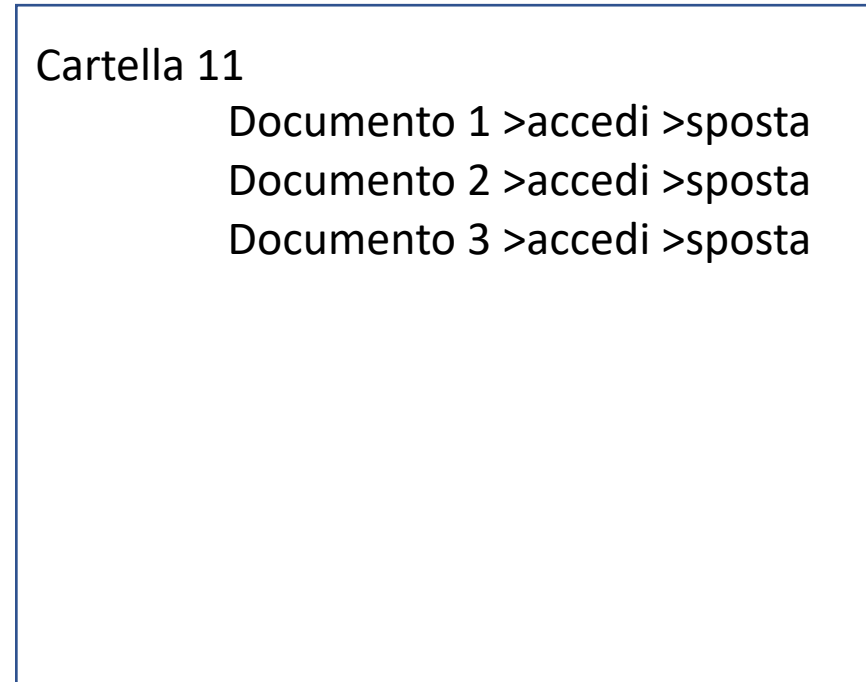 Cartella 11
Documento 1 >accedi >sposta
Documento 2 >accedi >sposta
Documento 3 >accedi >sposta